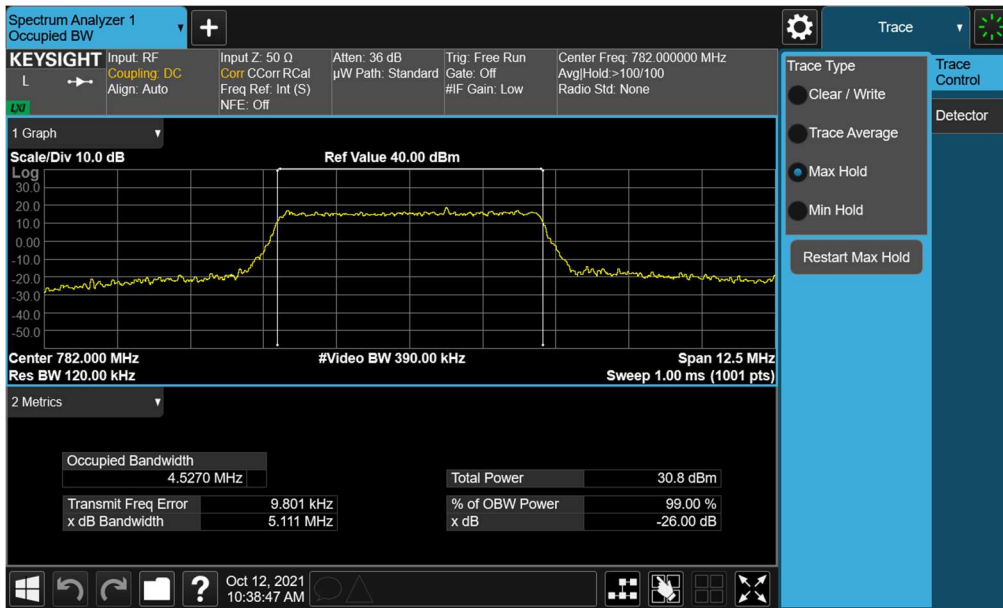 Spectrum Analyzer 1
Occupied BW
Trace
KEYSIGHT
L
LXI
Input: RF
Coupling: DC
Align: Auto
Input Z: 50 Ω
Corr CCorr RCal
Freq Ref: Int (S)
NFE: Off
Atten: 36 dB
µW Path: Standard
Trig: Free Run
Gate: Off
#IF Gain: Low
Center Freq: 782.000000 MHz
Avg|Hold:>100/100
Radio Std: None
Trace Type
Clear / Write
Trace Average
Max Hold
Min Hold
Restart Max Hold
Trace
Control
Detector
1 Graph
Scale/Div 10.0 dB
Ref Value 40.00 dBm
Log
30.0
20.0
10.0
0.00
-10.0
-20.0
-30.0
-40.0
-50.0
Center 782.000 MHz
#Video BW 390.00 kHz
Span 12.5 MHz
Res BW 120.00 kHz
Sweep 1.00 ms (1001 pts)
2 Metrics
Occupied Bandwidth
4.5270 MHz
Total Power 30.8 dBm
Transmit Freq Error 9.801 kHz
% of OBW Power 99.00 %
x dB Bandwidth 5.111 MHz
x dB -26.00 dB
?
Oct 12, 2021
10:38:47 AM